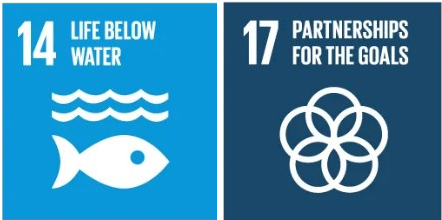 14 LIFE BELOW
WATER
17 PARTNERSHIPS
FOR THE GOALS